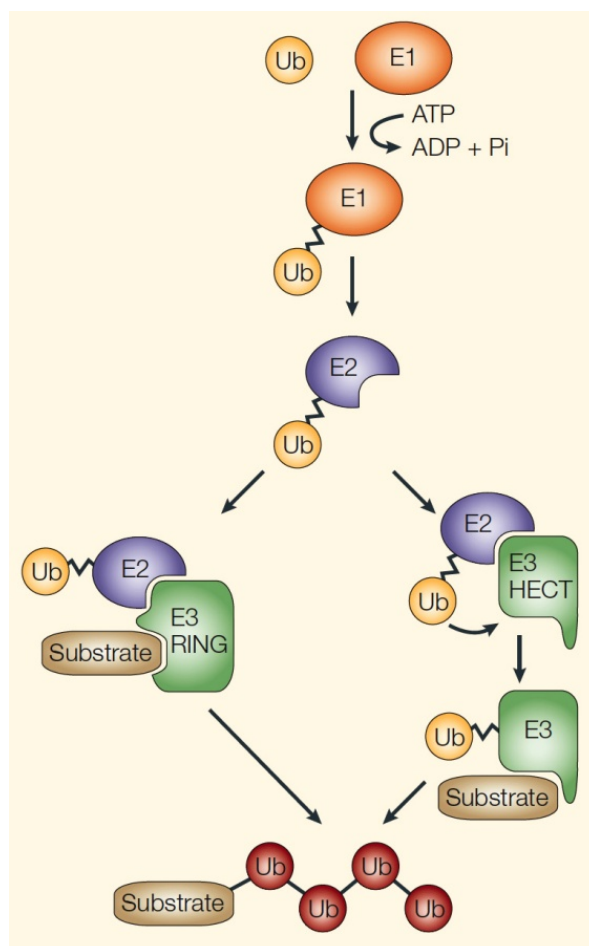 Ub
E1
ATP
ADP + Pi
E1
Ub
E2
Ub
Ub
E2
E3
RING
Substrate
E2
E3
HECT
Ub
Ub
E3
Substrate
Substrate
Ub
Ub
Ub
Ub